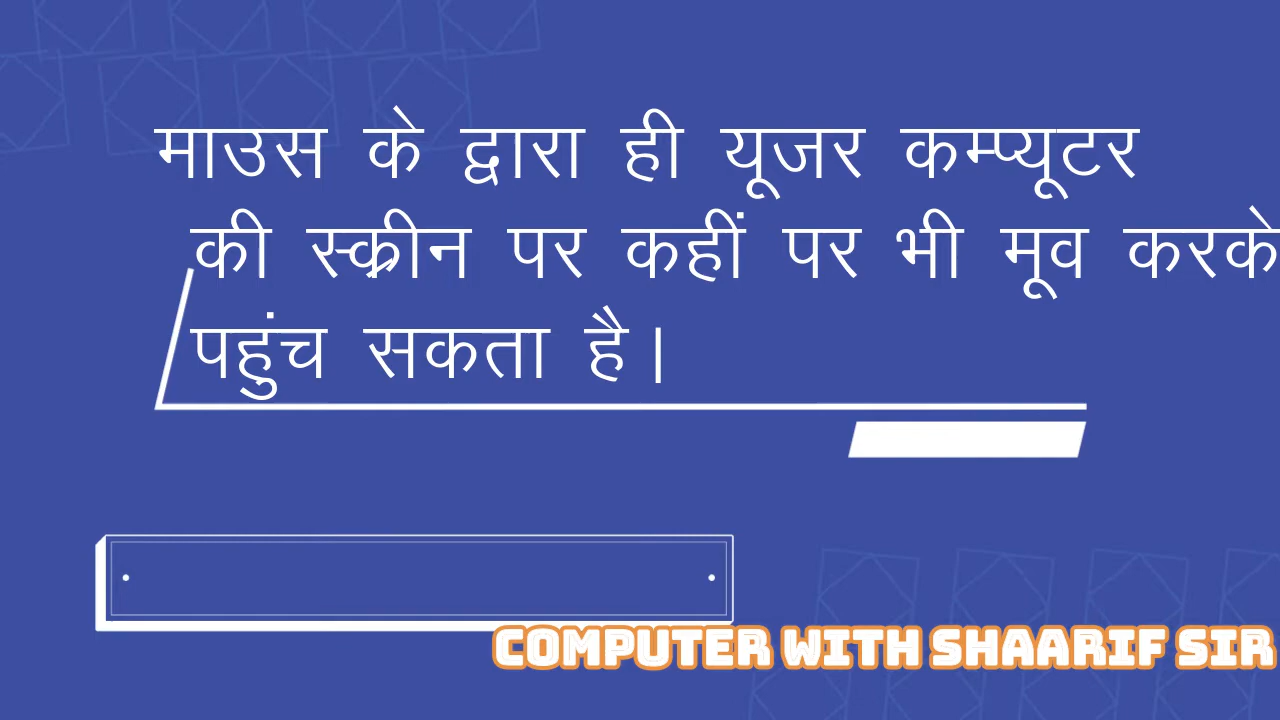 माउस के द्वारा ही यूजर कम्प्यूटर
की स्क्रीन पर कहीं पर भी मूव करके
पहुंच सकता है।
COMPUTER WITH SHAARIF SIR